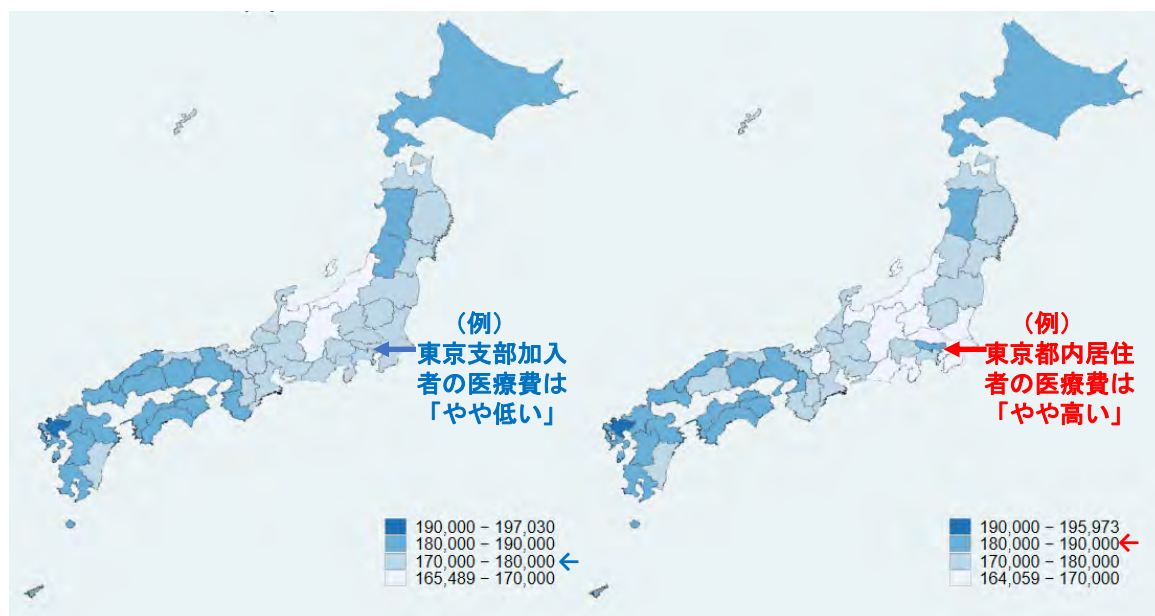 （例）
東京支部加入
者の医療費は
「やや低い」
190,000 − 197,030
180,000 − 190,000←
170,000 − 180,000
165,489 − 170,000
（例）
東京都内居住
者の医療費は
「やや高い」
190,000 − 195,973
180,000 − 190,000←
170,000 − 180,000
164,059 − 170,000